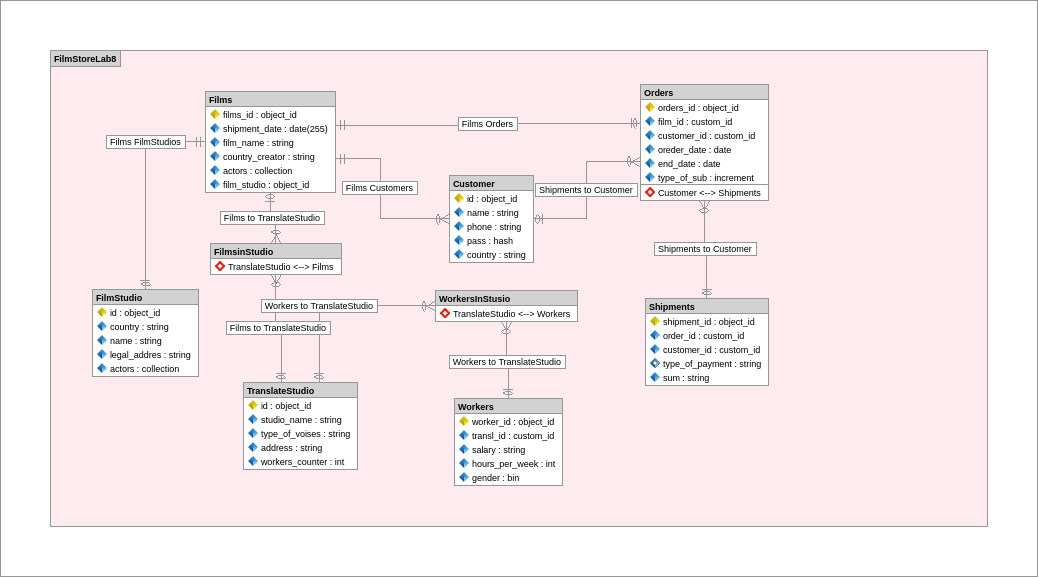 FilmStoreLab8
Films
films_id : object_id
shipment_date : date(255)
film_name : string
country_creator : string
actors : collection
film_studio : object_id
Films Orders
Orders
orders_id : object_id
film_id : custom_id
customer_id : custom_id
oreder_date : date
end_date : date
type_of_sub : increment
Customer <--> Shipments
Films FilmStudios
Films Customers
Customer
id : object_id
name : string
phone : string
pass : hash
country : string
Shipments to Customer
Films to TranslateStudio
FilmsinStudio
TranslateStudio <--> Films
Shipments to Customer
FilmStudio
id : object_id
country : string
name : string
legal_addres : string
actors : collection
Workers to TranslateStudio
Films to TranslateStudio
WorkersInStusio
TranslateStudio <--> Workers
Shipments
shipment_id : object_id
order_id : custom_id
customer_id : custom_id
type_of_payment : string
sum : string
Workers to TranslateStudio
TranslateStudio
id : object_id
studio_name : string
type_of_voises : string
address : string
workers_counter : int
Workers
worker_id : object_id
transl_id : custom_id
salary : string
hours_per_week : int
gender : bin